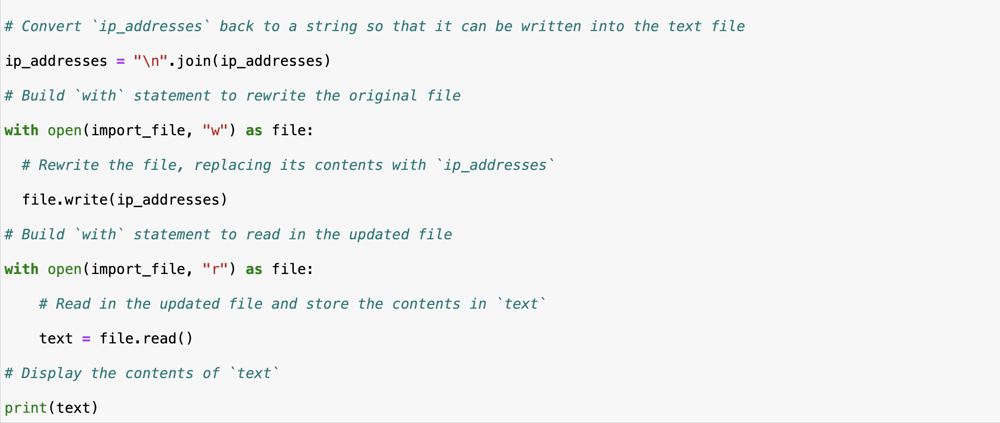 # Convert `ip_addresses` back to a string so that it can be written into the text file
ip_addresses = "\n".join(ip_addresses)
# Build `with` statement to rewrite the original file
with open(import_file, "w") as file:
  # Rewrite the file, replacing its contents with `ip_addresses`
  file.write(ip_addresses)
# Build `with` statement to read in the updated file
with open(import_file, "r") as file:
    # Read in the updated file and store the contents in `text`
    text = file.read()
# Display the contents of `text`
print(text)